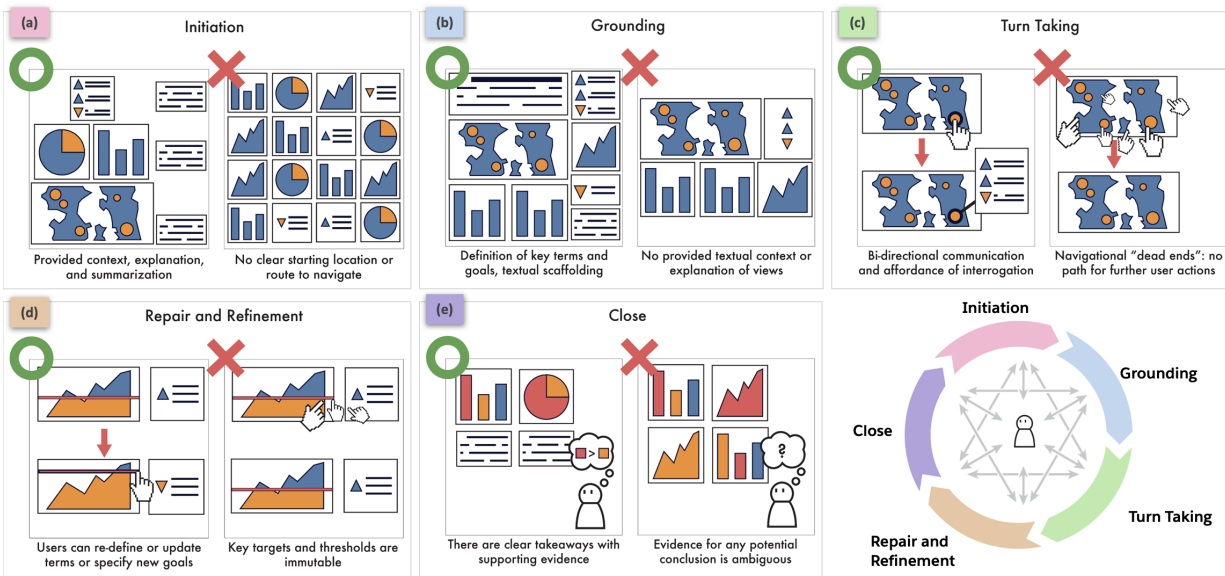 (a)
Initiation
Provided context, explanation,
and summarization
No clear starting location or
route to navigate
(b)
Grounding
Definition of key terms and
goals, textual scaffolding
No provided textual context or
explanation of views
(c)
Turn Taking
Bi-directional communication
and affordance of interrogation
Navigational “dead ends”: no
path for further user actions
(d)
Repair and Refinement
Users can re-define or update
terms or specify new goals
Key targets and thresholds are
immutable
(e)
Close
>
There are clear takeaways with
supporting evidence
?
Evidence for any potential
conclusion is ambiguous
Initiation
Grounding
Turn Taking
Repair and
Refinement
Close